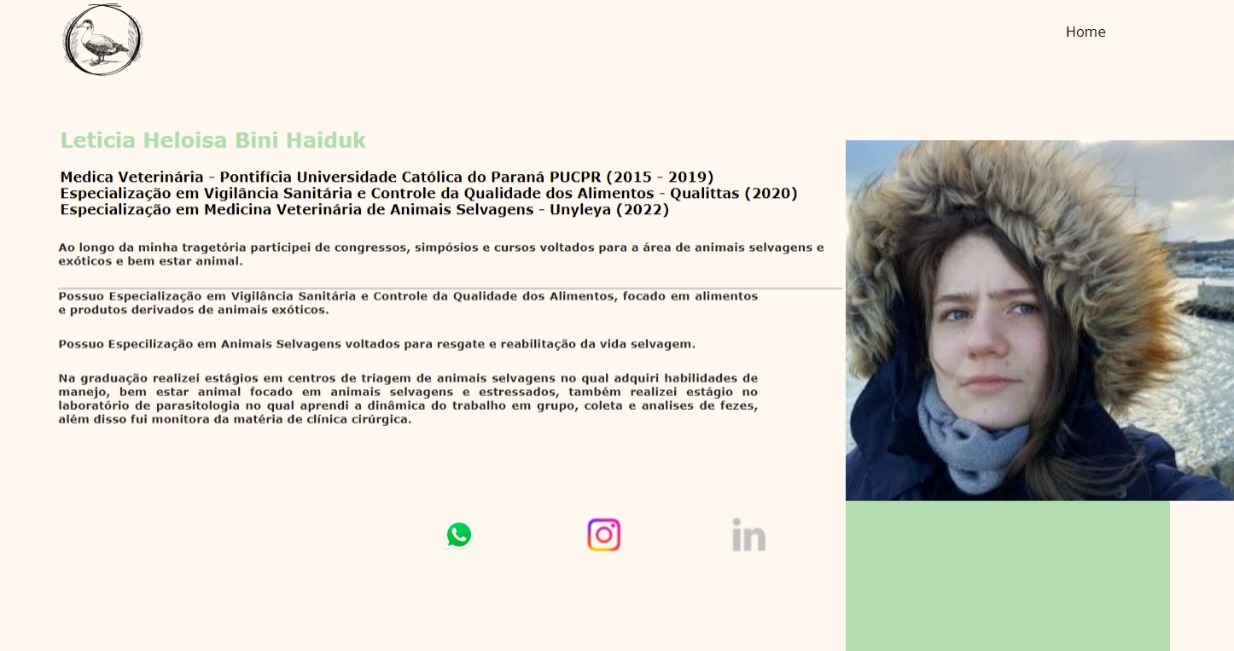 Home
Leticia Heloisa Bini Haiduk
Medica Veterinária - Pontifícia Universidade Católica do Paraná PUCPR (2015 - 2019)
Especialização em Vigilância Sanitária e Controle da Qualidade dos Alimentos - Qualittas (2020)
Especialização em Medicina Veterinária de Animais Selvagens - Unyleya (2022)
Ao longo da minha tragetória participei de congressos, simpósios e cursos voltados para a área de animais selvagens e
exóticos e bem estar animal.
Possuo Especialização em Vigilância Sanitária e Controle da Qualidade dos Alimentos, focado em alimentos
e produtos derivados de animais exóticos.
Possuo Especilização em Animais Selvagens voltados para resgate e reabilitação da vida selvagem.
Na graduação realizei estágios em centros de triagem de animais selvagens no qual adquiri habilidades de
manejo, bem estar animal focado em animais selvagens e estressados, também realizei estágio no
laboratório de parasitologia no qual aprendi a dinâmica do trabalho em grupo, coleta e analises de fezes,
além disso fui monitora da matéria de clínica cirúrgica.
in